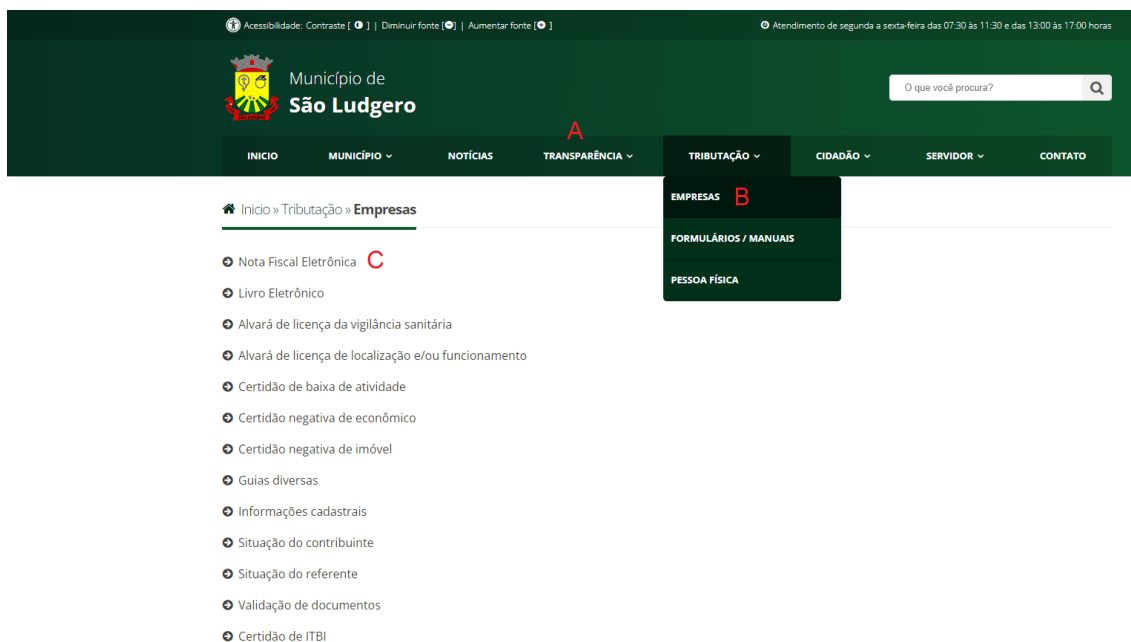 Acessibilidade: Contraste [ ] | Diminuir fonte [ ] | Aumentar fonte [ ] Atendimento de segunda a sexta-feira das 07:30 às 11:30 e das 13:00 às 17:00 horas
Município de
São Ludgero
O que você procura?
A
INICIO MUNICÍPIO NOTÍCIAS TRANSPARÊNCIA TRIBUTAÇÃO CIDADÃO SERVIDOR CONTATO
EMPRESAS B
Inicio » Tributação » Empresas
FORMULÁRIOS / MANUAIS
Nota Fiscal Eletrônica C
PESSOA FÍSICA
Livro Eletrônico
Alvará de licença da vigilância sanitária
Alvará de licença de localização e/ou funcionamento
Certidão de baixa de atividade
Certidão negativa de econômico
Certidão negativa de imóvel
Guias diversas
Informações cadastrais
Situação do contribuinte
Situação do referente
Validação de documentos
Certidão de ITBI